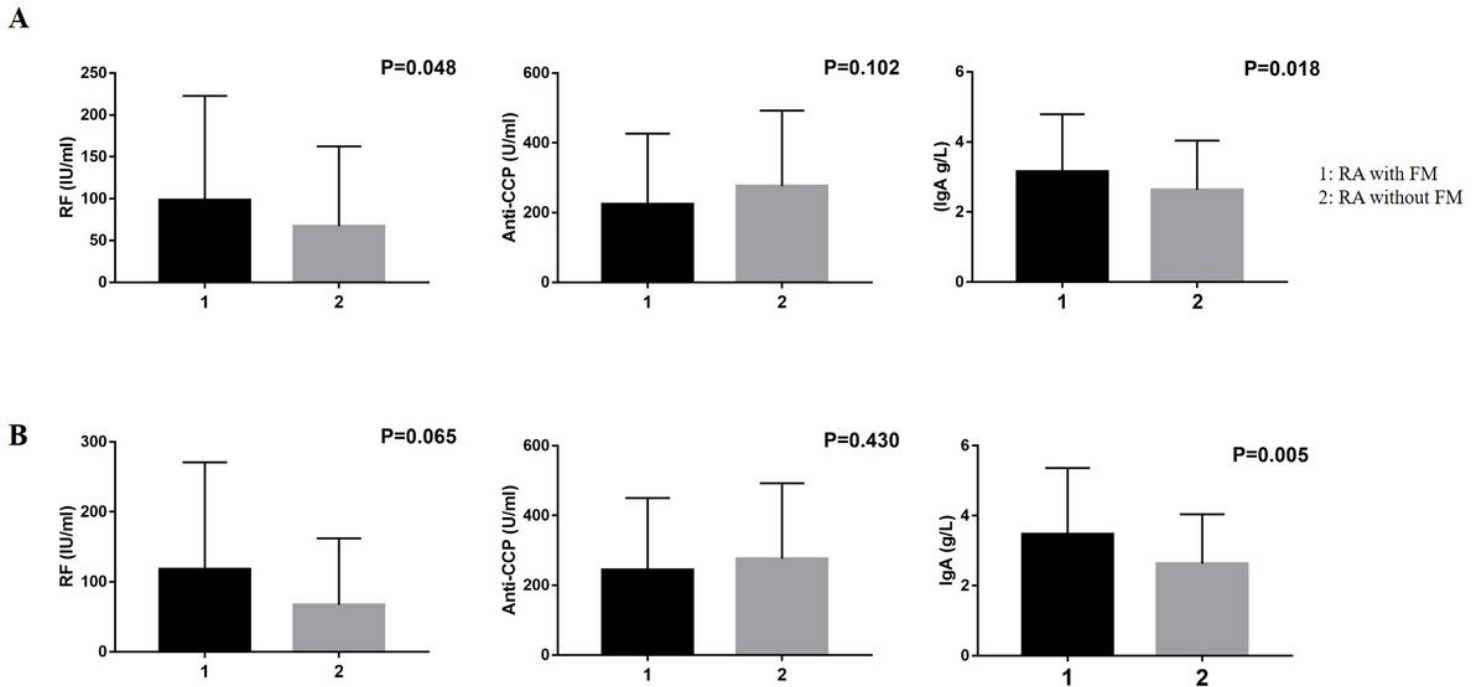 A
P=0.048
RF (IU/ml)
250
200
150
100
50
0
1
2
P=0.102
Anti-CCP (U/ml)
600
400
200
0
1
2
P=0.018
(IgA g/L)
6
4
2
0
1
2
1: RA with FM
2: RA without FM
B
P=0.065
RF (IU/ml)
300
200
100
0
1
2
P=0.430
Anti-CCP (U/ml)
600
400
200
0
1
2
P=0.005
IgA (g/L)
6
4
2
0
1
2